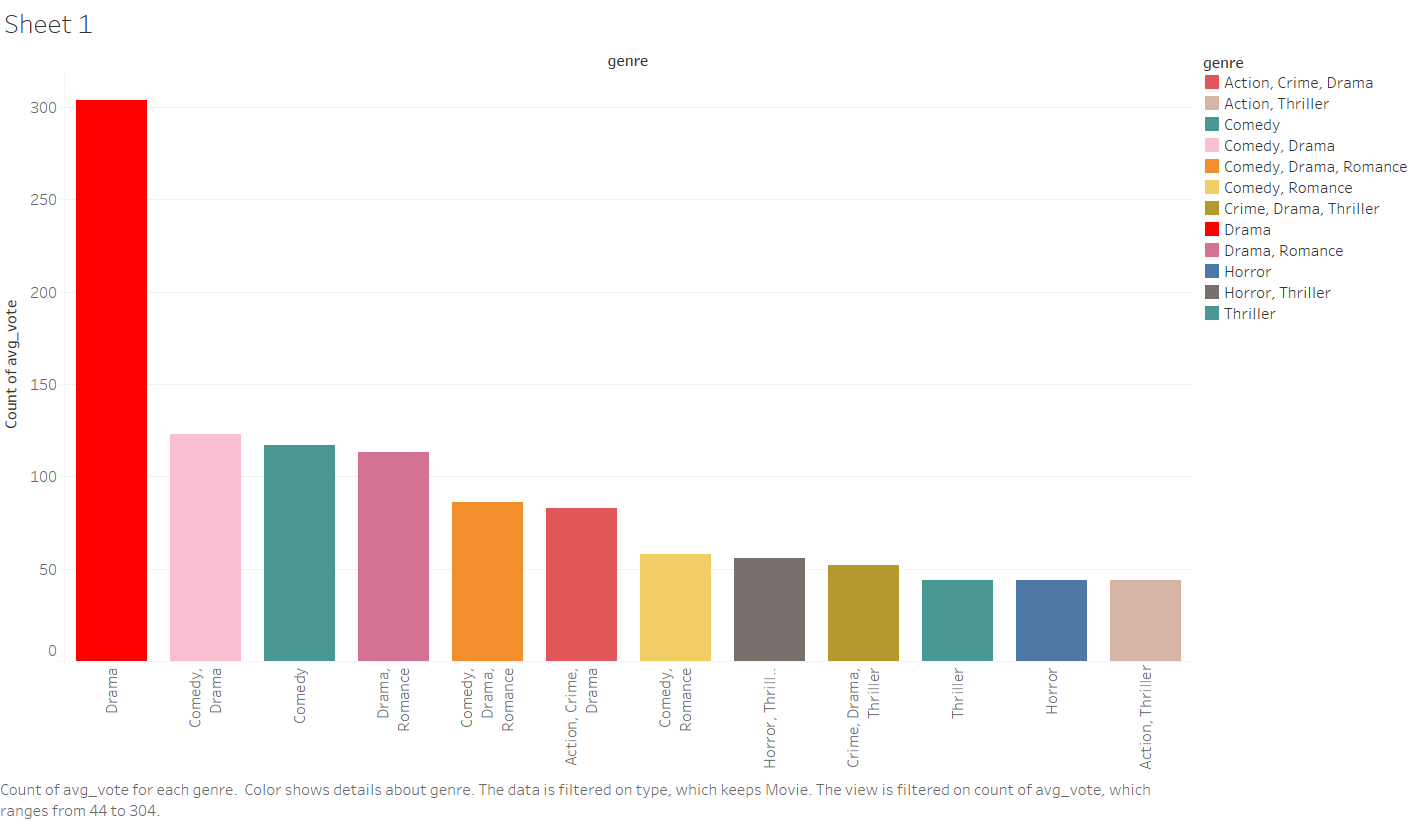 Sheet 1
genre
Count of avg_vote
300
250
200
150
100
50
0
Drama
Comedy,
Drama
Comedy
Drama,
Romance
Comedy,
Drama,
Romance
Action, Crime,
Drama
Comedy,
Romance
Horror, Thrill..
Crime, Drama,
Thriller
Thriller
Horror
Action, Thriller
genre
Action, Crime, Drama
Action, Thriller
Comedy
Comedy, Drama
Comedy, Drama, Romance
Comedy, Romance
Crime, Drama, Thriller
Drama
Drama, Romance
Horror
Horror, Thriller
Thriller
Count of avg_vote for each genre.  Color shows details about genre. The data is filtered on type, which keeps Movie. The view is filtered on count of avg_vote, which
ranges from 44 to 304.